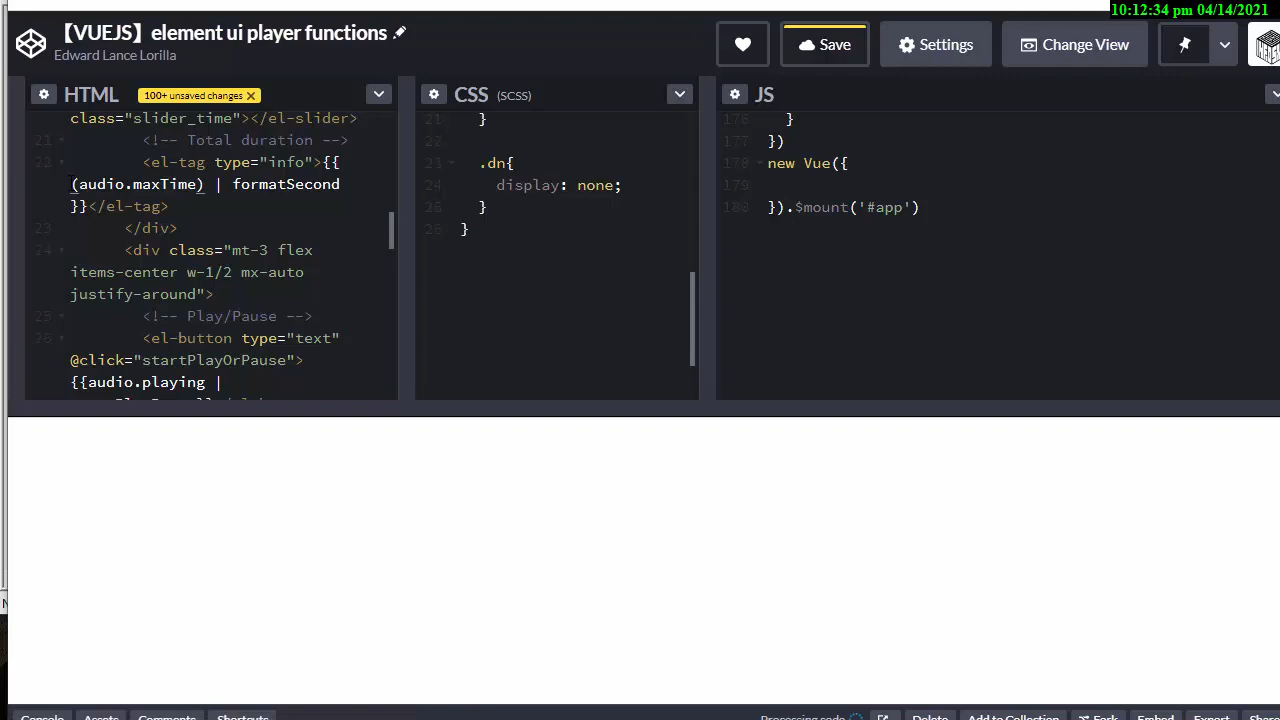 10:12:34 pm 04/14/2021
【VUEJS】element ui player functions
Edward Lance Lorilla
Save
Settings
Change View
HTML
100+ unsaved changes ×
class="slider_time"></el-slider>
21 <!-- Total duration -->
22 <el-tag type="info">{{
(audio.maxTime) | formatSecond
}}</el-tag>
23 </div>
24 <div class="mt-3 flex
items-center w-1/2 mx-auto
justify-around">
25 <!-- Play/Pause -->
26 <el-button type="text"
@click="startPlayOrPause">
{{audio.playing |
CSS (SCSS)
21 }
22
23 .dn{
24 display: none;
25 }
26 }
JS
176 }
177 })
178 new Vue({
179
180 }).$mount('#app')
Console
Assets
Comments
Shortcuts
Processing code
Delete
Add to Collection
Fork
Embed
Export